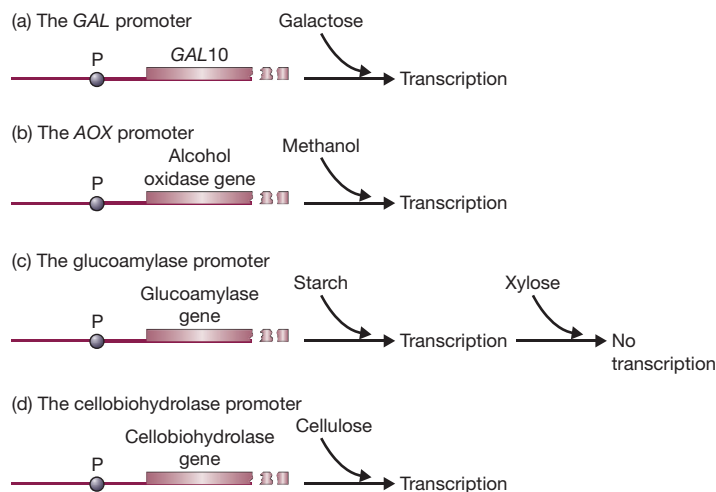 (a) The GAL promoter
Galactose
P
GAL10
Transcription
(b) The AOX promoter
Methanol
P
Alcohol
oxidase gene
Transcription
(c) The glucoamylase promoter
Starch
Xylose
P
Glucoamylase
gene
Transcription
No
transcription
(d) The cellobiohydrolase promoter
Cellulose
P
Cellobiohydrolase
gene
Transcription